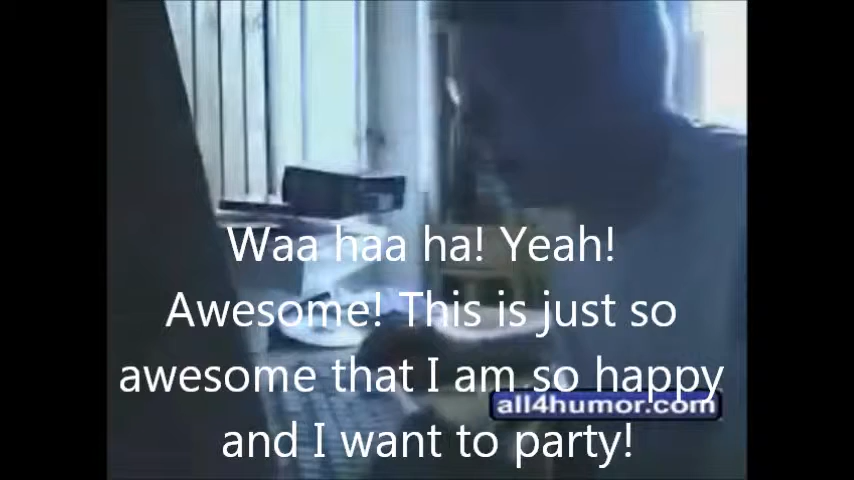 Waa haa ha! Yeah!
Awesome! This is just so
awesome that I am so happy
all4humor.com
and I want to party!